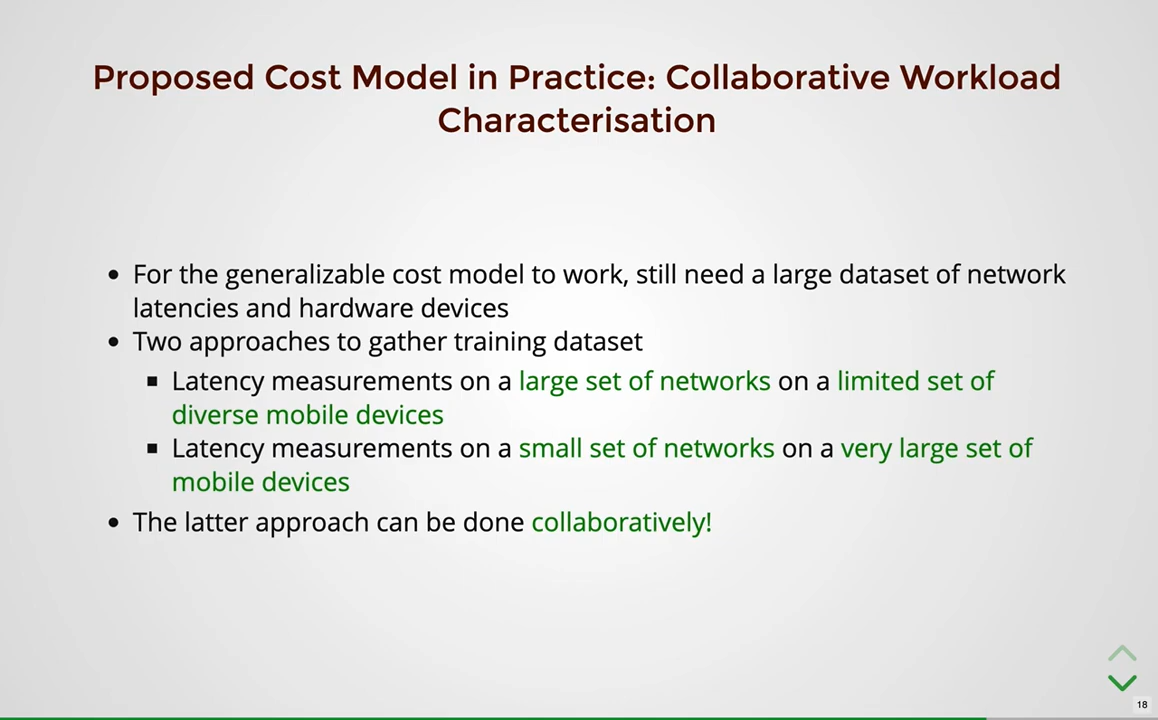 Proposed Cost Model in Practice: Collaborative Workload
Characterisation
For the generalizable cost model to work, still need a large dataset of network
latencies and hardware devices
Two approaches to gather training dataset
Latency measurements on a large set of networks on a limited set of
diverse mobile devices
Latency measurements on a small set of networks on a very large set of
mobile devices
The latter approach can be done collaboratively!
18